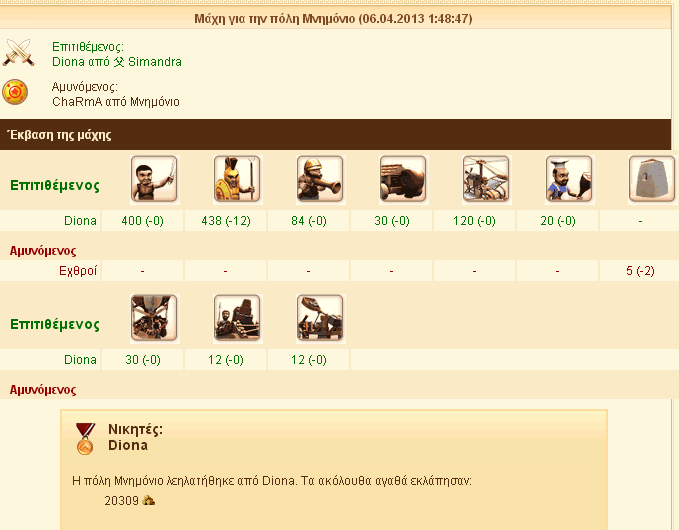 Μάχη για την πόλη Μνημόνιο (06.04.2013 1:48:47)
Επιτιθέμενος:
Diona από 父 Simandra
Αμυνόμενος:
ChaRmA από Μνημόνιο
Έκβαση της μάχης
Επιτιθέμενος
Diona 400 (-0) 438 (-12) 84 (-0) 30 (-0) 120 (-0) 20 (-0) -
Αμυνόμενος
Εχθροί - - - - - - 5 (-2)
Επιτιθέμενος
Diona 30 (-0) 12 (-0) 12 (-0)
Αμυνόμενος
Νικητές:
Diona
Η πόλη Μνημόνιο λεηλατήθηκε από Diona. Τα ακόλουθα αγαθά εκλάπησαν:
20309